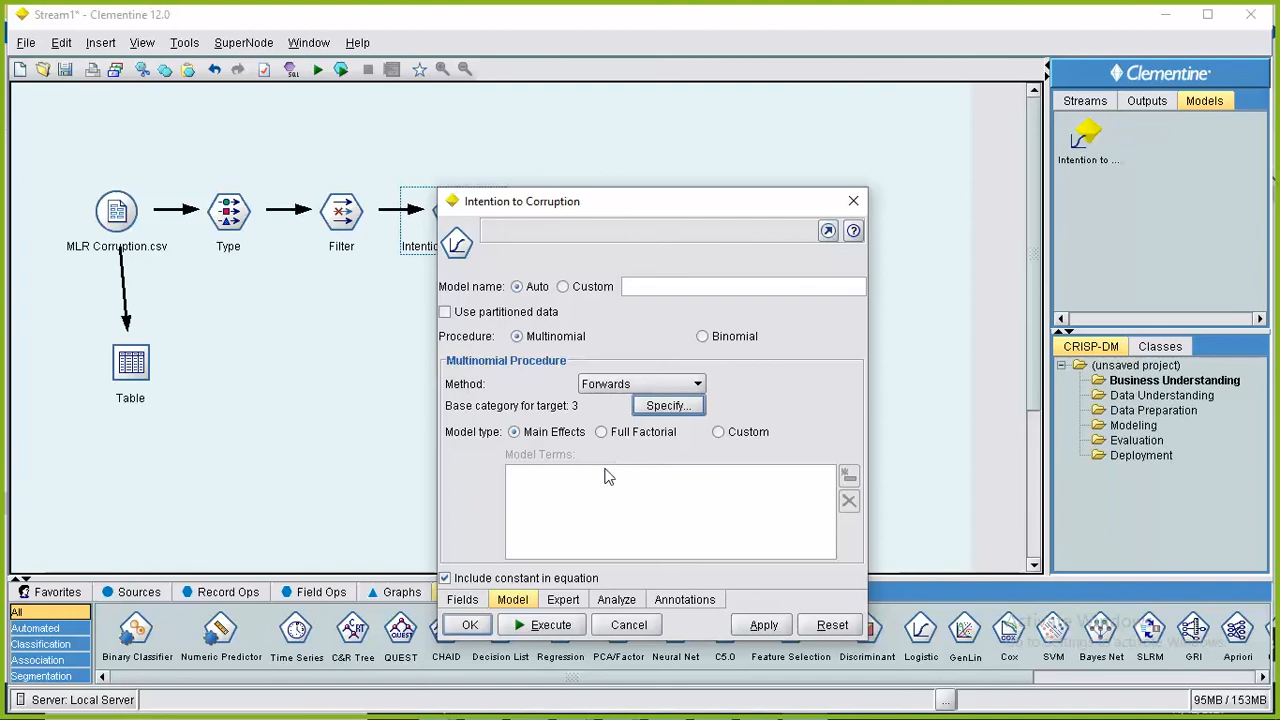 Stream1* - Clementine 12.0
File Edit Insert View Tools SuperNode Window Help
Clementine
Streams Outputs Models
Intention to ...
MLR Corruption.csv
Type
Filter
Table
Intention to Corruption
Model name: Auto Custom
Use partitioned data
Procedure: Multinomial Binomial
Multinomial Procedure
Method: Forwards
Base category for target: 3 Specify...
Model type: Main Effects Full Factorial Custom
Model Terms:
Include constant in equation
Fields Model Expert Analyze Annotations
OK Execute Cancel Apply Reset
CRISP-DM Classes
(unsaved project)
Business Understanding
Data Understanding
Data Preparation
Modeling
Evaluation
Deployment
Favorites Sources Record Ops Field Ops Graphs
All
Automated
Classification
Association
Segmentation
Binary Classifier Numeric Predictor Time Series C&R Tree QUEST CHAID Decision List Regression PCA/Factor Neural Net C5.0 Feature Selection Discriminant Logistic GenLin Cox SVM Bayes Net SLRM GRI Apriori
Server: Local Server
... 95MB / 153MB